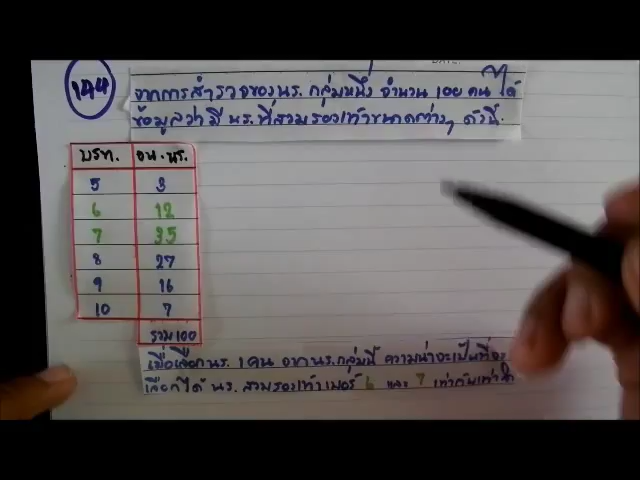 144
จากการสำรวจของนร. กลุ่มหนึ่ง จำนวน 100 คน ได้
ข้อมูลว่ามี นร. ที่สวมรองเท้าขนาดต่างๆ ดังนี้.
บรท. จน.นร.
5 3
6 12
7 35
8 27
9 16
10 7
รวม100
เมื่อเลือกนร. 1 คน จากนร.กลุ่มนี้ ความน่าจะเป็นที่จะ
เลือกได้ นร. สวมรองเท้าเบอร์ 6 และ 7 เท่ากับเท่าใด